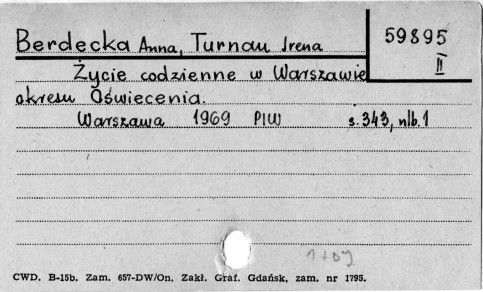 Berdecka Anna, Turnau Irena
59895
II
Życie codzienne w Warszawie
okresu Oświecenia.
Warszawa 1969 PIW s.343, nlb.1
CWD. B-15b. Zam. 657-DW/On. Zakł. Graf. Gdańsk, zam. nr 1795.